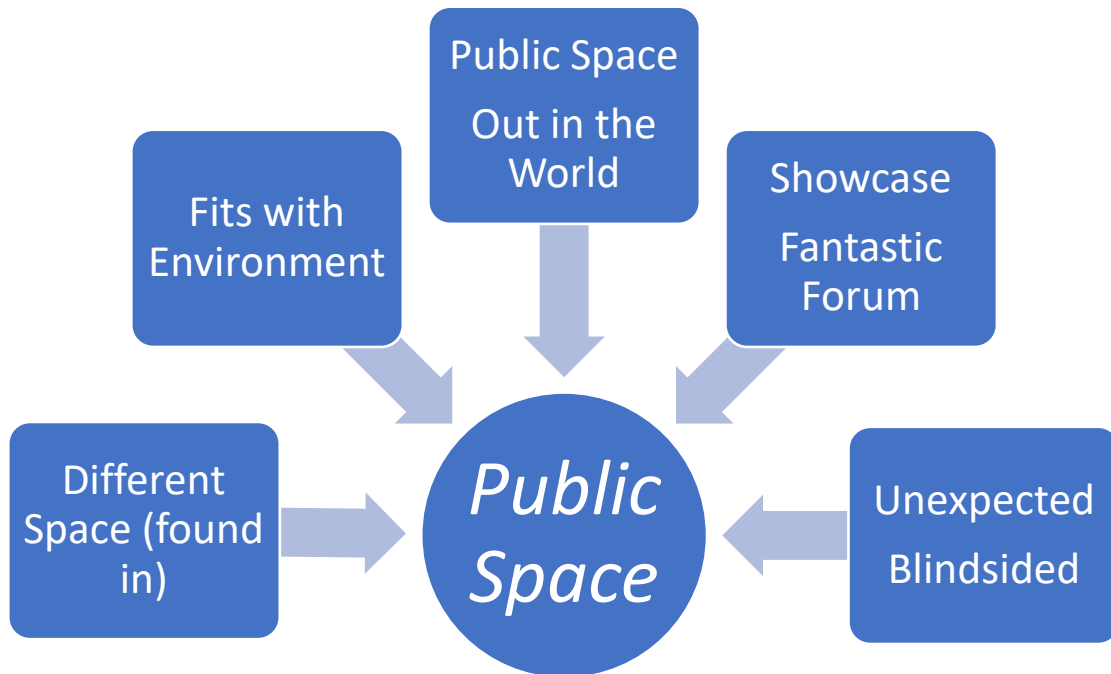 Public Space
Out in the
World
Fits with
Environment
Showcase
Fantastic
Forum
Different
Space (found
in)
Public
Space
Unexpected
Blindsided